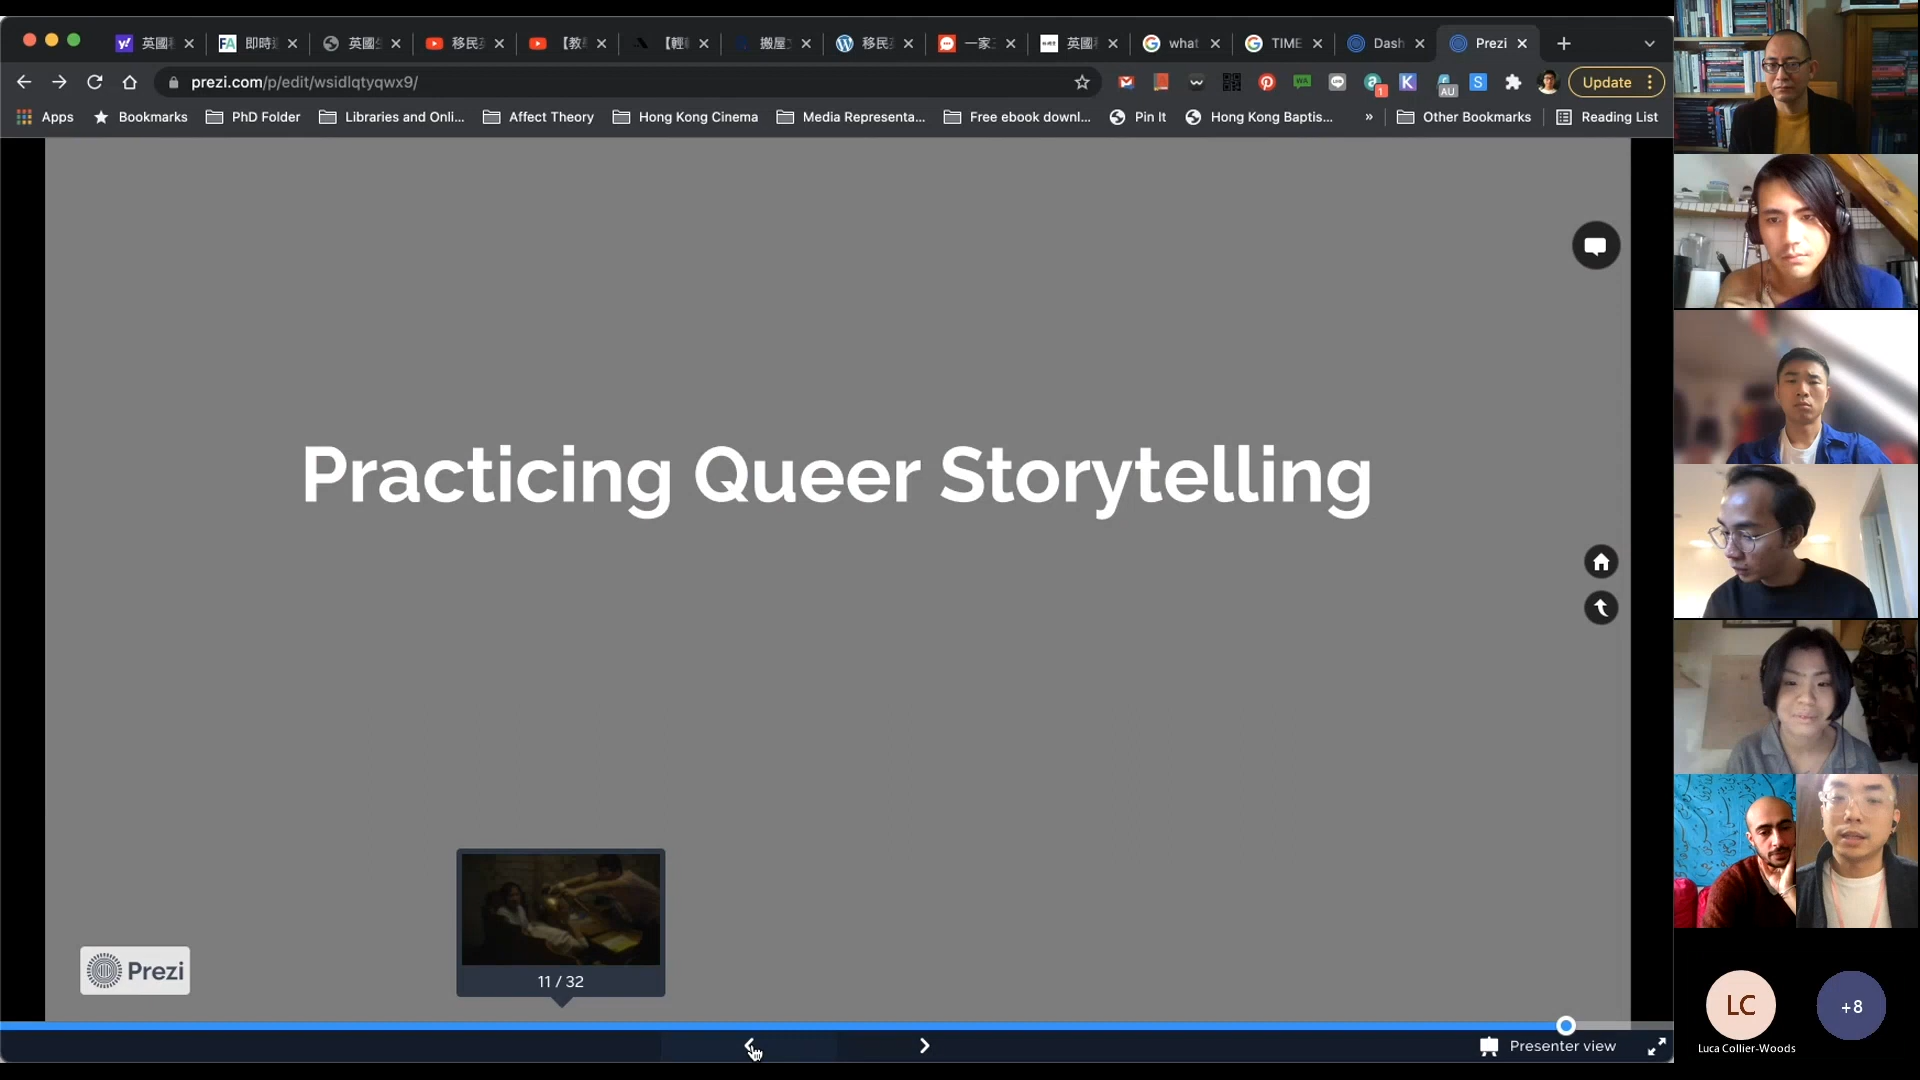 英國
即時
英國
移民
【教
【輕
搬屋
移民
一家
英國
what
TIME
Dash
Prezi
prezi.com/p/edit/wsidlqtyqwx9/
1
AU
Update
Apps
Bookmarks
PhD Folder
Libraries and Onli...
Affect Theory
Hong Kong Cinema
Media Representa...
Free ebook downl...
Pin It
Hong Kong Baptis...
»
Other Bookmarks
Reading List
Practicing Queer Storytelling
Prezi
11 / 32
Presenter view
LC
+8
Luca Collier-Woods